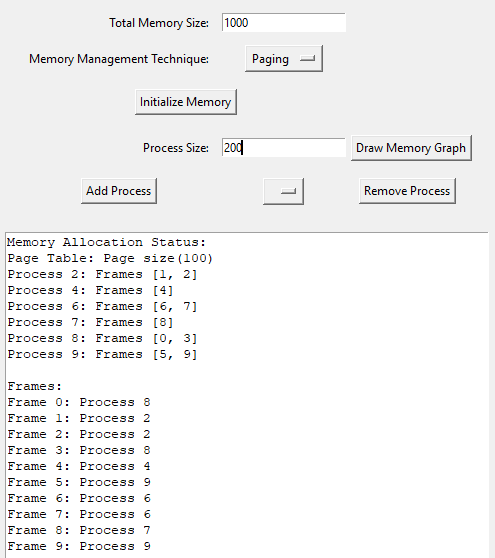 Total Memory Size: 1000
Memory Management Technique: Paging
Initialize Memory
Process Size: 200 Draw Memory Graph
Add Process Remove Process
Memory Allocation Status:
Page Table: Page size(100)
Process 2: Frames [1, 2]
Process 4: Frames [4]
Process 6: Frames [6, 7]
Process 7: Frames [8]
Process 8: Frames [0, 3]
Process 9: Frames [5, 9]
Frames:
Frame 0: Process 8
Frame 1: Process 2
Frame 2: Process 2
Frame 3: Process 8
Frame 4: Process 4
Frame 5: Process 9
Frame 6: Process 6
Frame 7: Process 6
Frame 8: Process 7
Frame 9: Process 9